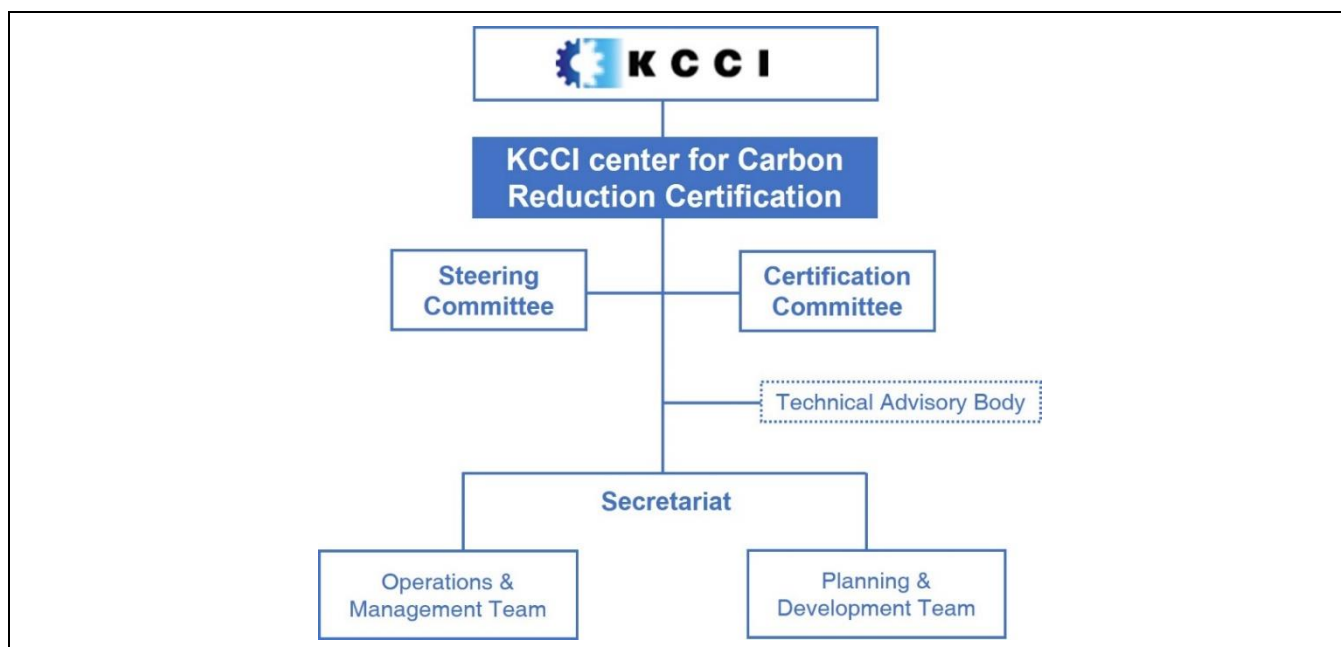 KCCI
KCCI center for Carbon
Reduction Certification
Steering
Committee
Certification
Committee
Technical Advisory Body
Secretariat
Operations &
Management Team
Planning &
Development Team